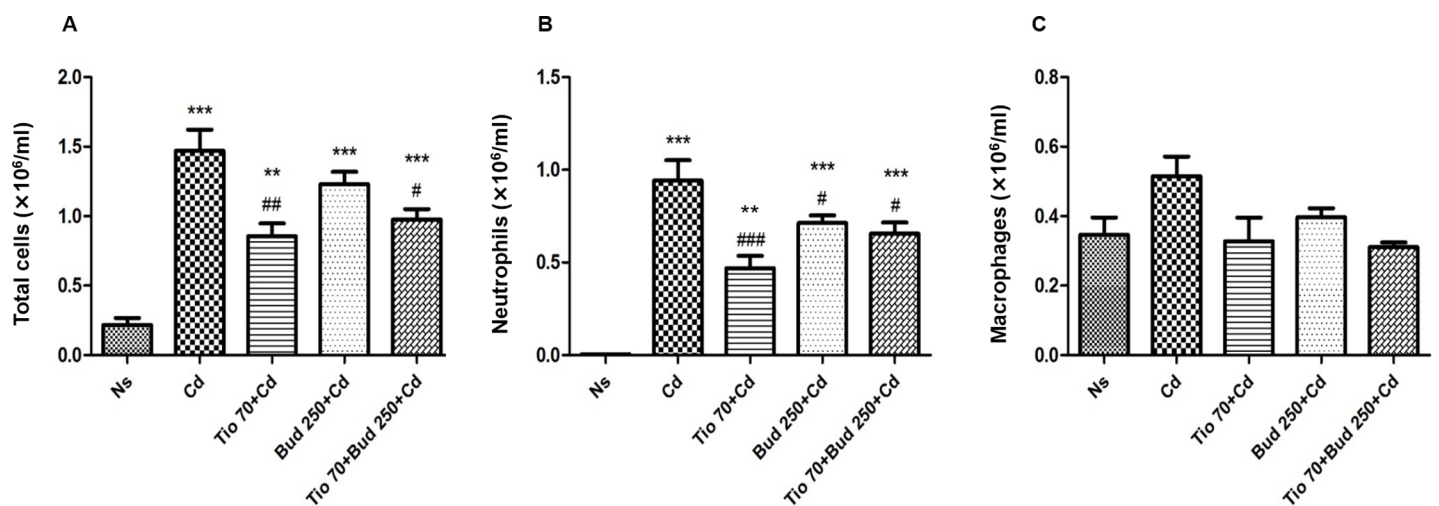 A
Total cells (×10⁶/ml)
2.0
1.5
1.0
0.5
0.0
***
**
##
***
***
#
Ns
Cd
Tio 70+Cd
Bud 250+Cd
Tio 70+Bud 250+Cd
B
Neutrophils (×10⁶/ml)
1.5
1.0
0.5
0.0
***
**
###
***
#
***
#
Ns
Cd
Tio 70+Cd
Bud 250+Cd
Tio 70+Bud 250+Cd
C
Macrophages (×10⁶/ml)
0.8
0.6
0.4
0.2
0.0
Ns
Cd
Tio 70+Cd
Bud 250+Cd
Tio 70+Bud 250+Cd